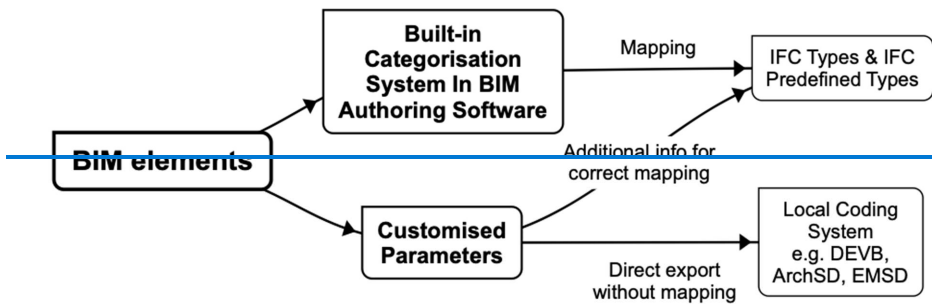 Built-in
Categorisation
System In BIM
Authoring Software
Mapping
IFC Types & IFC
Predefined Types
BIM elements
Additional info for
correct mapping
Customised
Parameters
Local Coding
System
e.g. DEVB,
ArchSD, EMSD
Direct export
without mapping